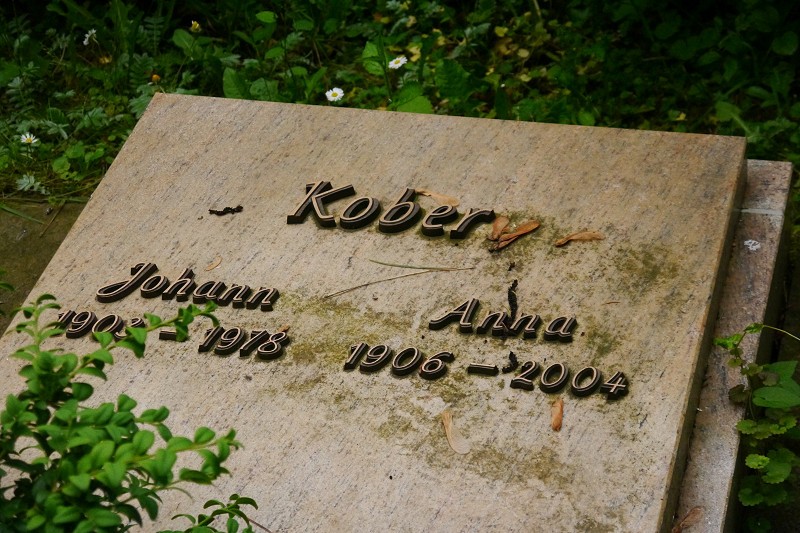 Kober
Johann
– 1978
Anna
1906 – 2004